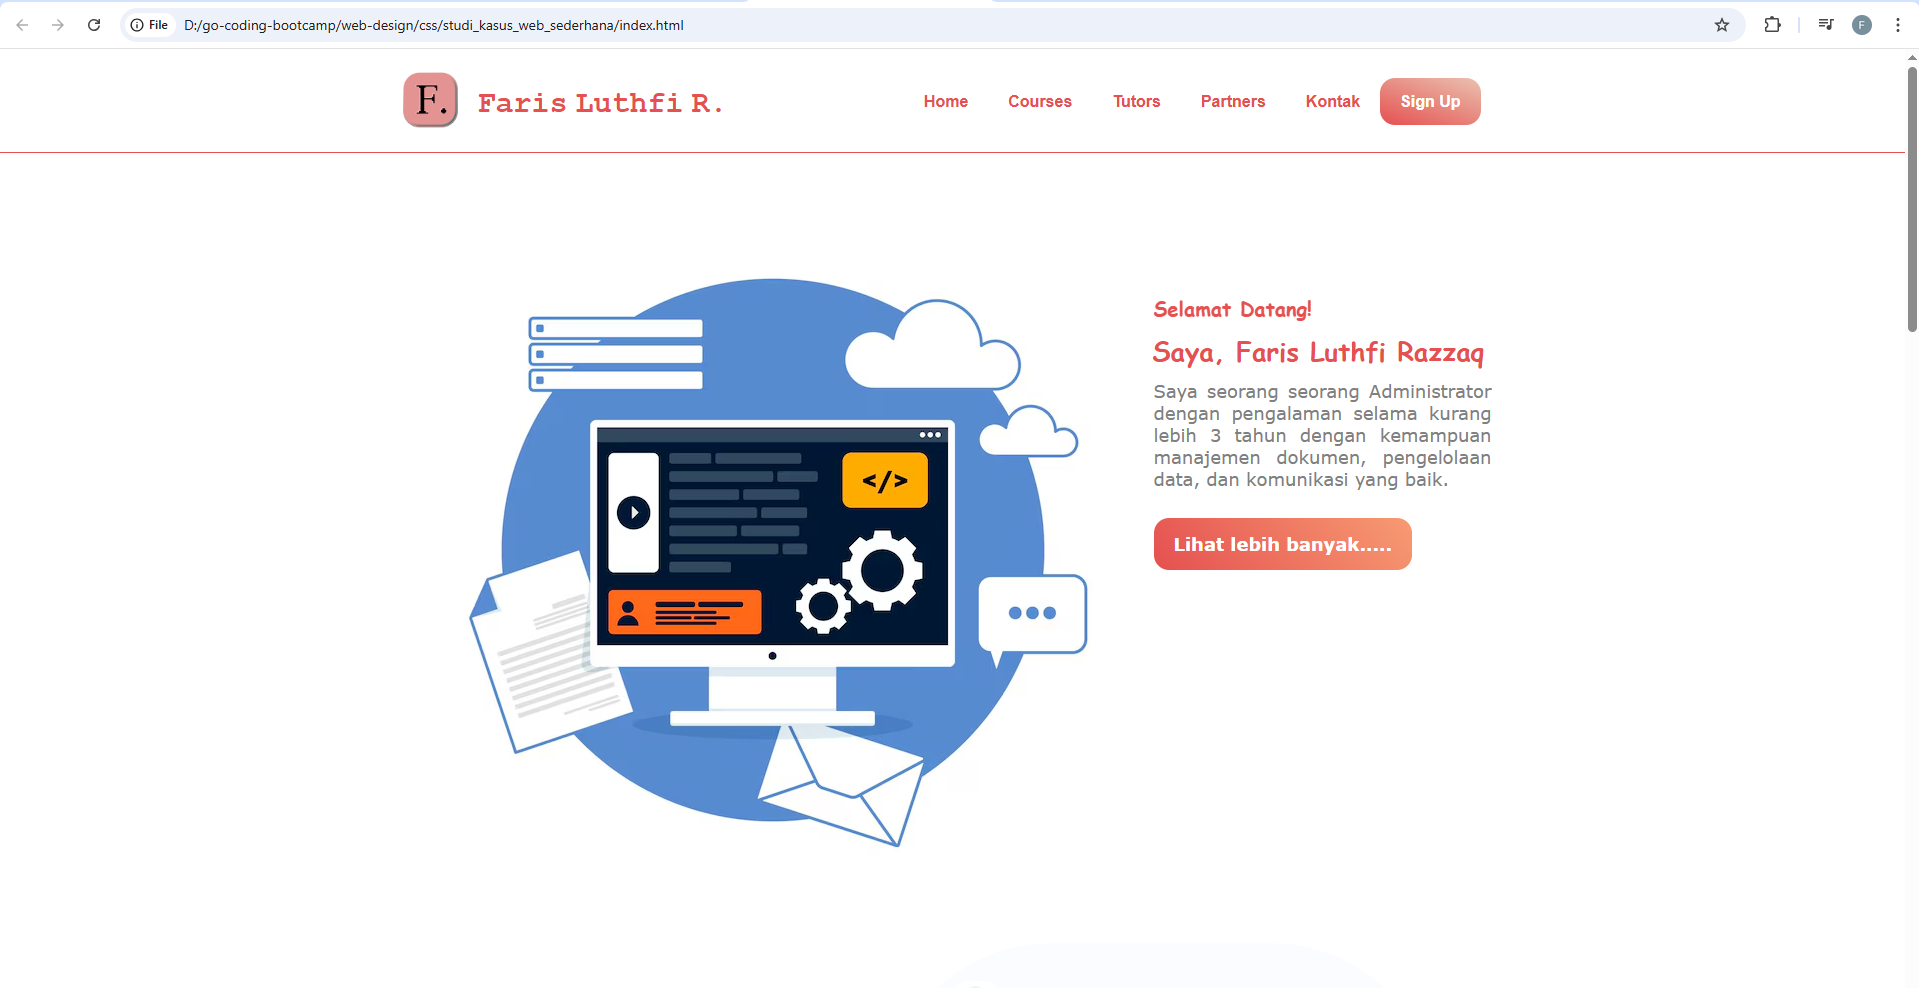 File D:/go-coding-bootcamp/web-design/css/studi_kasus_web_sederhana/index.html F
F. Faris Luthfi R. Home Courses Tutors Partners Kontak Sign Up
Selamat Datang!
Saya, Faris Luthfi Razzaq
Saya seorang seorang Administrator
dengan pengalaman selama kurang
lebih 3 tahun dengan kemampuan
manajemen dokumen, pengelolaan
data, dan komunikasi yang baik.
</>
Lihat lebih banyak.....